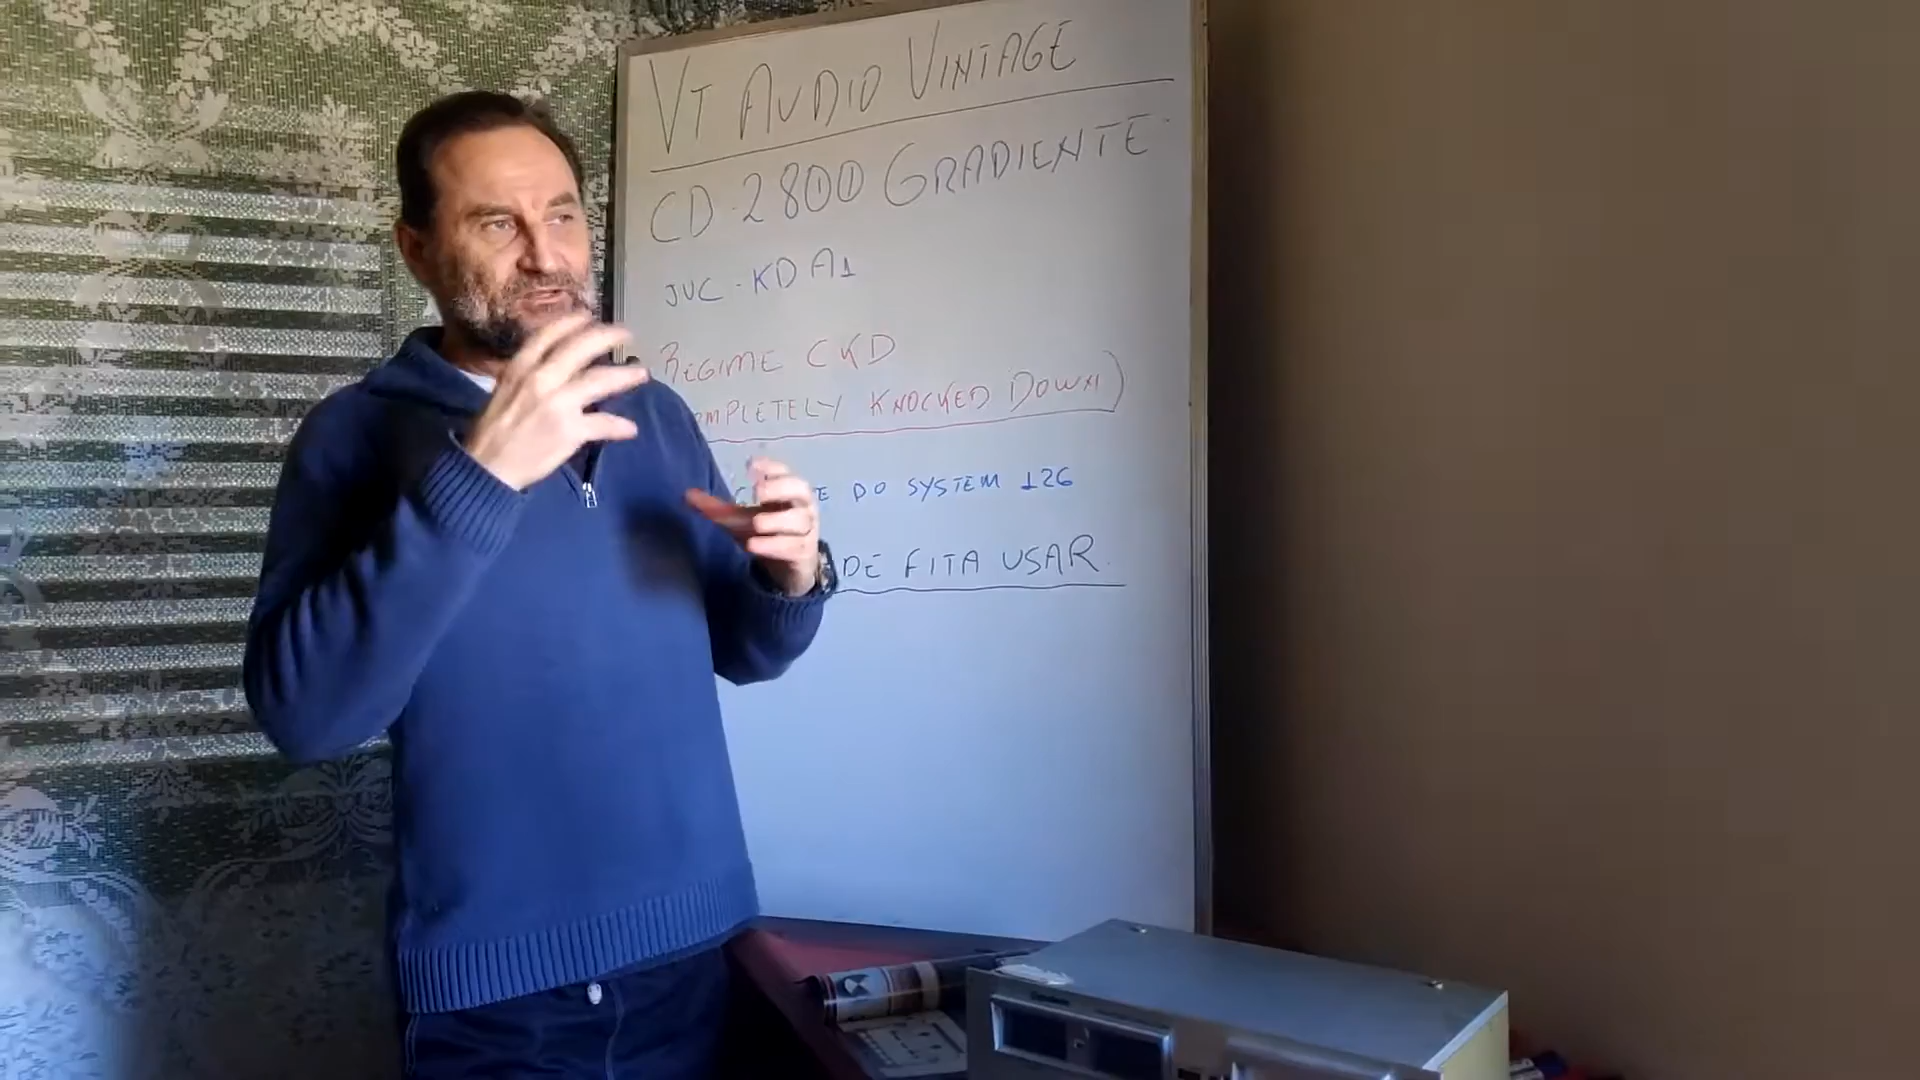 VT AUDIO VINTAGE
CD-2800 GRADIENTE
JVC-KD A1
REGIME CKD
OMPLETELY KNOCKED DOWN)
DO SYSTEM 126
DE FITA USAR.